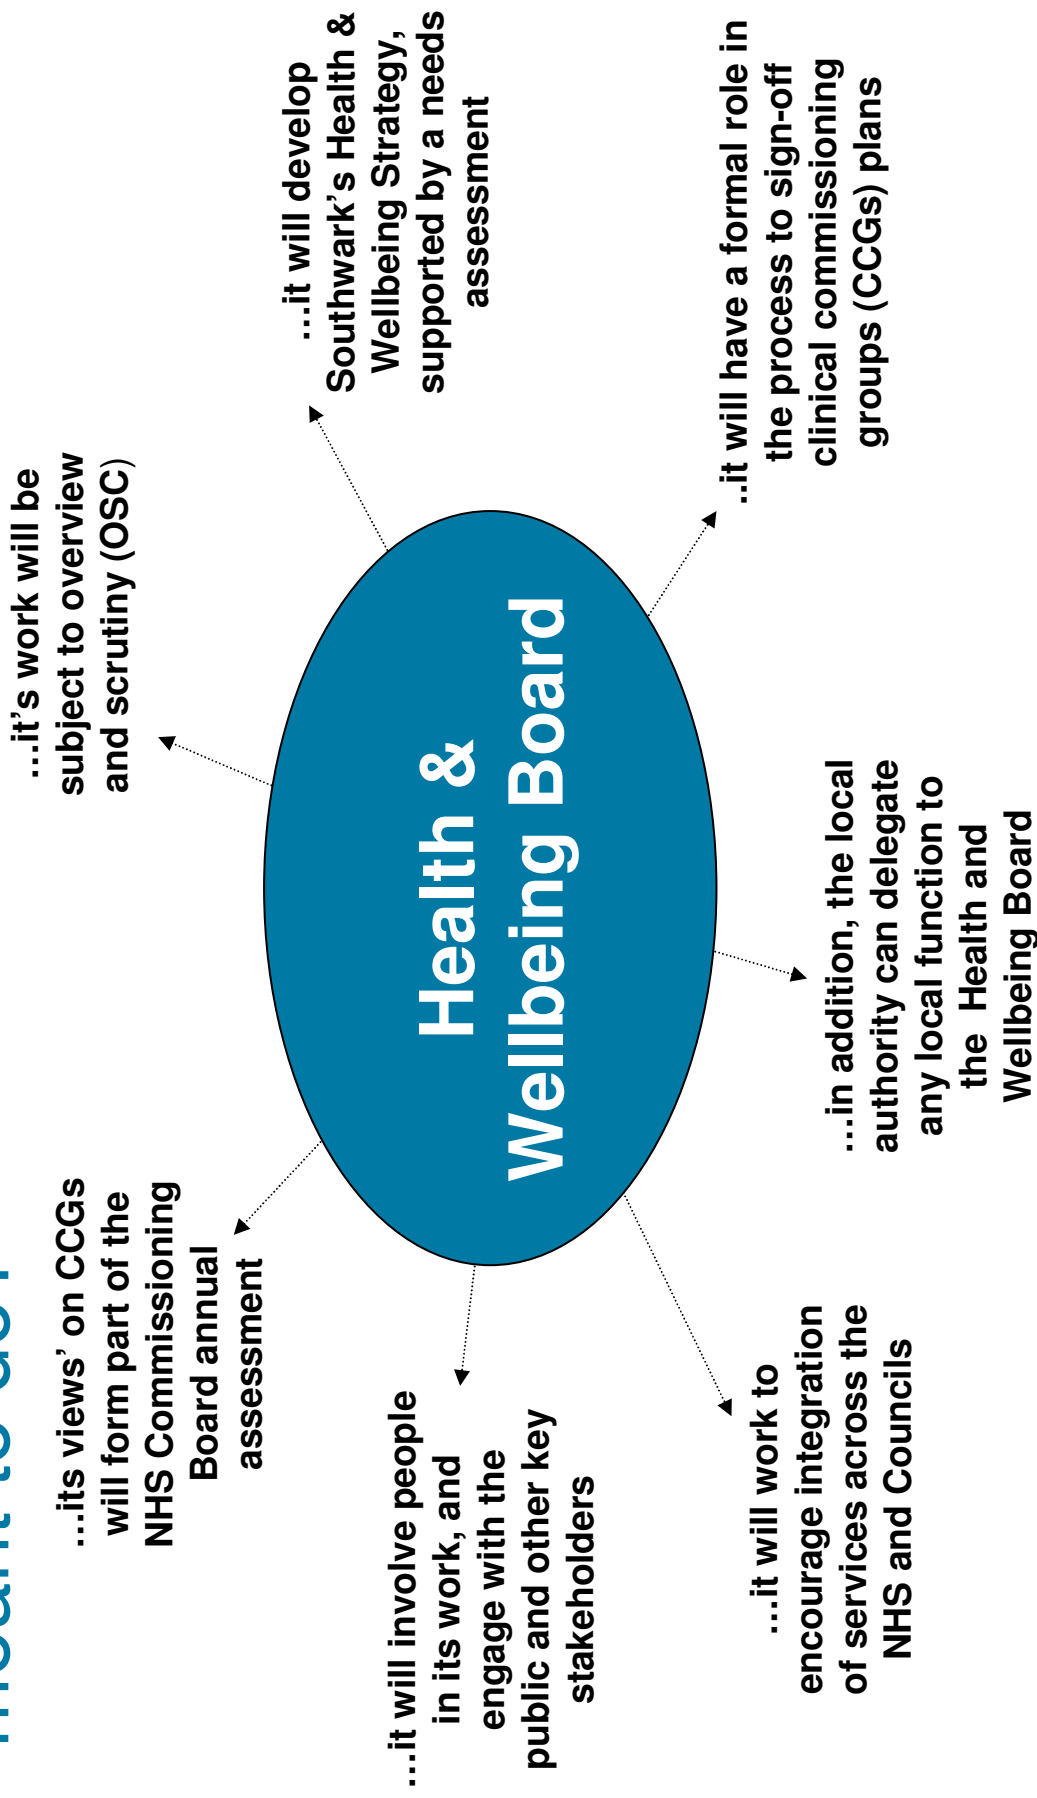 meant to do?
…its views’ on CCGs
will form part of the
NHS Commissioning
Board annual
assessment
…it’s work will be
subject to overview
and scrutiny (OSC)
…it will develop
Southwark’s Health &
Wellbeing Strategy,
supported by a needs
assessment
…it will involve people
in its work, and
engage with the
public and other key
stakeholders
Health &
Wellbeing Board
…it will work to
encourage integration
of services across the
NHS and Councils
…in addition, the local
authority can delegate
any local function to
the Health and
Wellbeing Board
..it will have a formal role in
the process to sign-off
clinical commissioning
groups (CCGs) plans